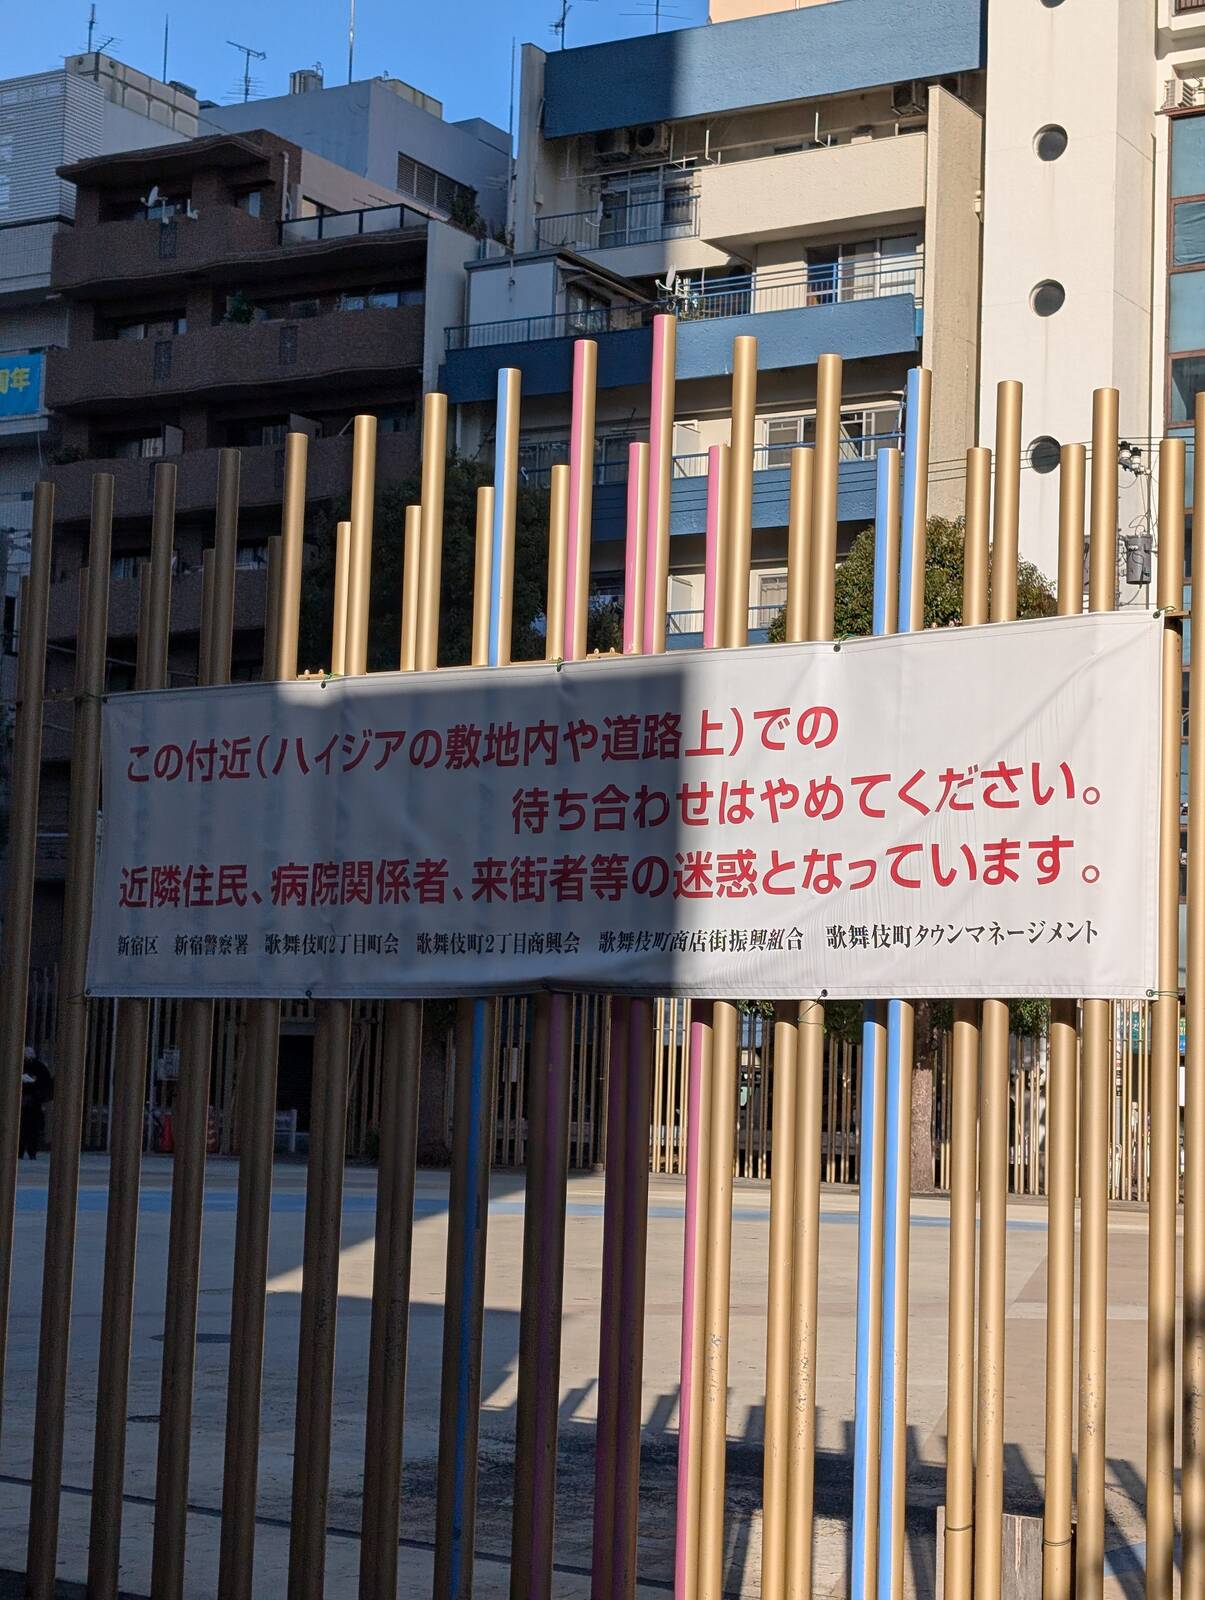 この付近(ハイジアの敷地内や道路上)での
待ち合わせはやめてください。
近隣住民、病院関係者、来街者等の迷惑となっています。
新宿区 新宿警察署 歌舞伎町2丁目町会 歌舞伎町2丁目商興会 歌舞伎町商店街振興組合 歌舞伎町タウンマネージメント
周年